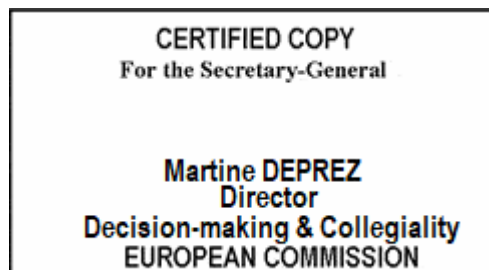 CERTIFIED COPY
For the Secretary-General
Martine DEPREZ
Director
Decision-making & Collegiality
EUROPEAN COMMISSION